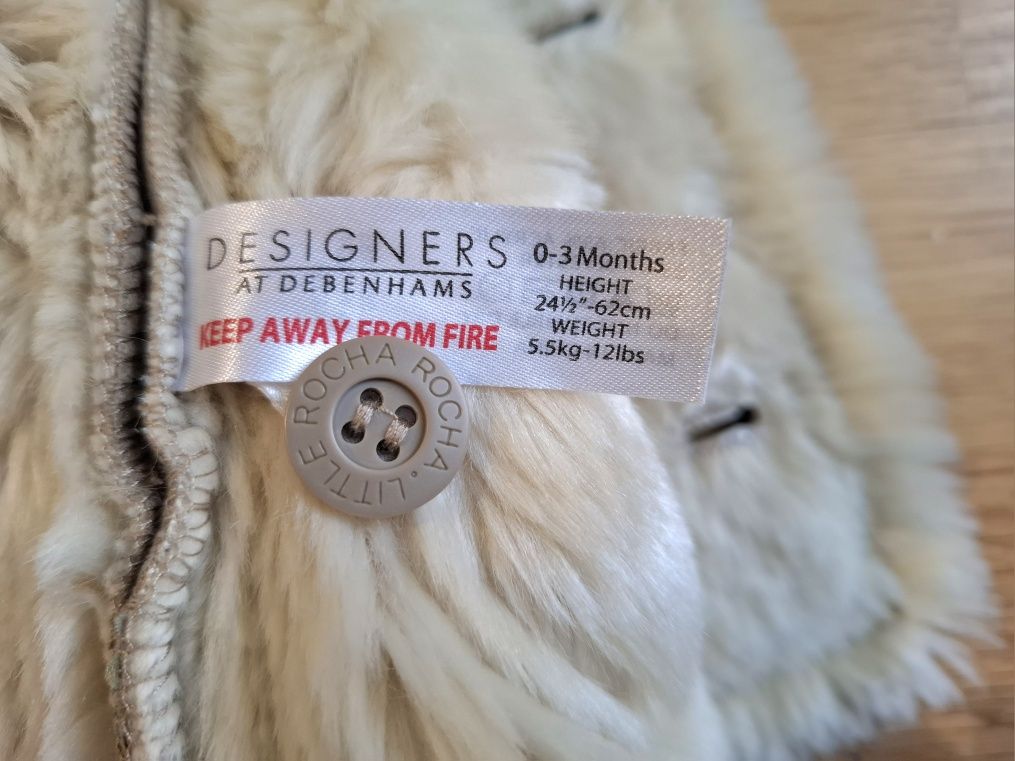 DESIGNERS
AT DEBENHAMS
KEEP AWAY FROM FIRE
0-3 Months
HEIGHT
24½"-62cm
WEIGHT
5.5kg-12lbs
LITTLE ROCHA ROCHA.